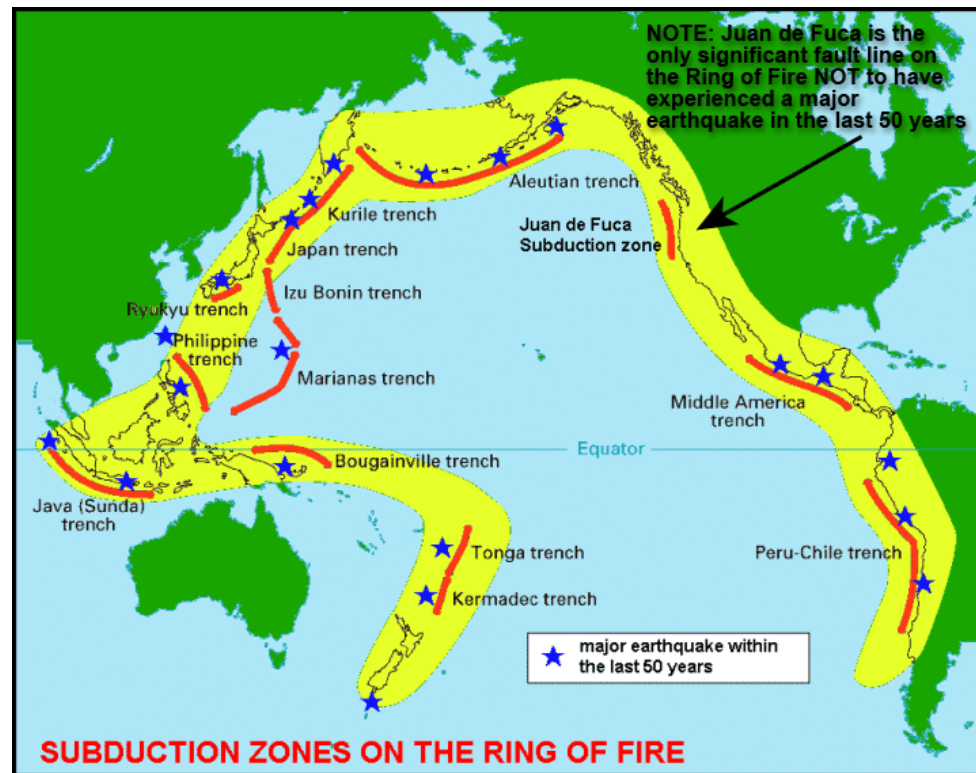 NOTE: Juan de Fuca is the
only significant fault line on
the Ring of Fire NOT to have
experienced a major
earthquake in the last 50 years
Aleutian trench
Kurile trench
Juan de Fuca
Subduction zone
Japan trench
Izu Bonin trench
Ryukyu trench
Philippine
trench
Marianas trench
Middle America
trench
Equator
Bougainville trench
Java (Sunda)
trench
Tonga trench
Peru-Chile trench
Kermadec trench
major earthquake within
the last 50 years
SUBDUCTION ZONES ON THE RING OF FIRE